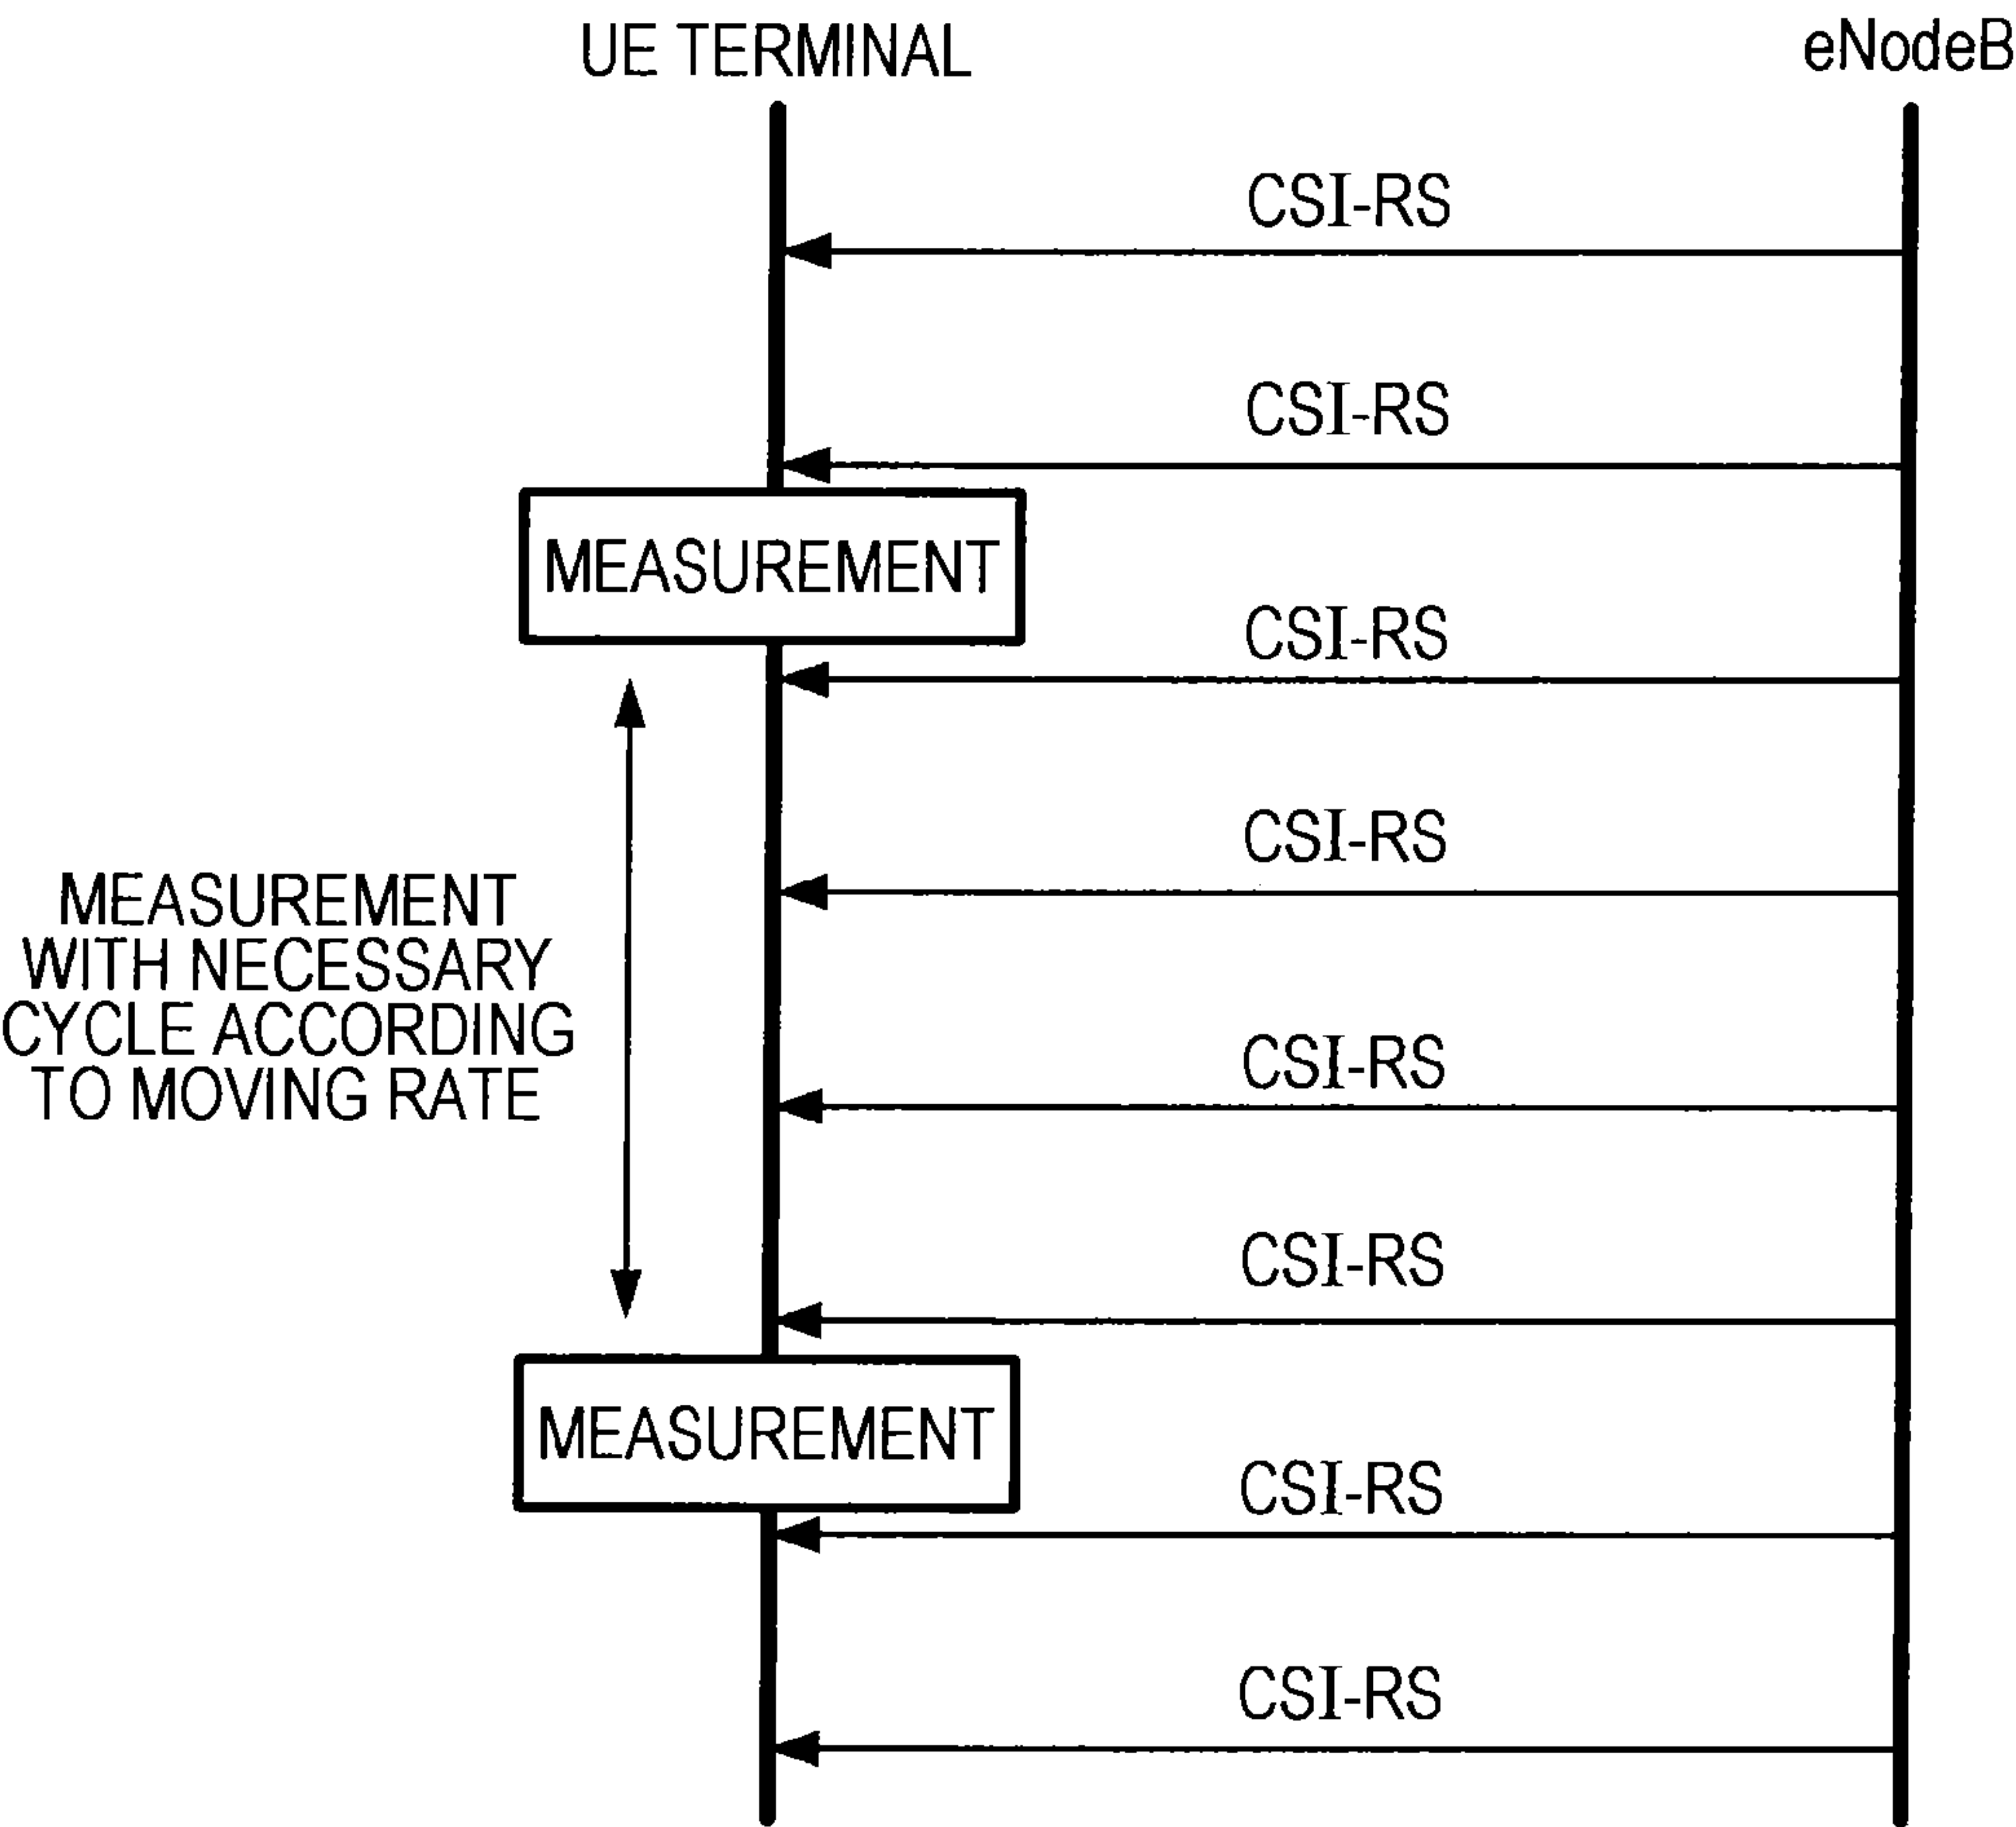 UE TERMINAL
eNodeB
CSI-RS
CSI-RS
MEASUREMENT
CSI-RS
CSI-RS
MEASUREMENT
WITH NECESSARY
CYCLE ACCORDING
TO MOVING RATE
CSI-RS
CSI-RS
MEASUREMENT
CSI-RS
CSI-RS